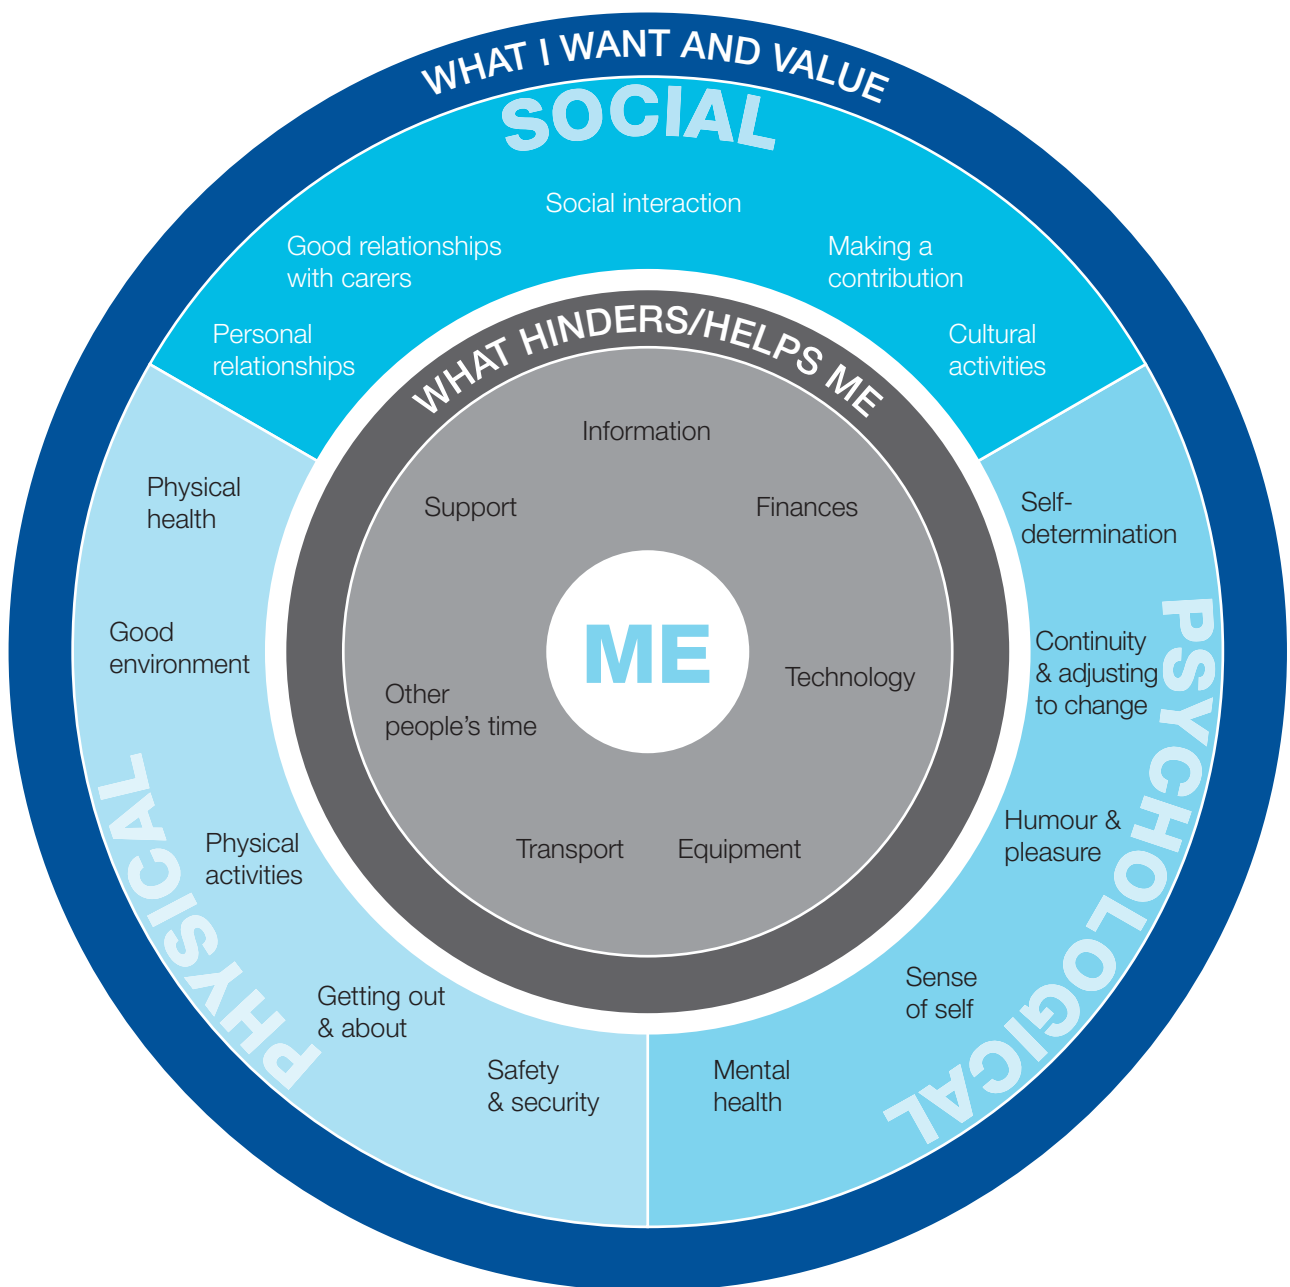 WHAT I WANT AND VALUE
SOCIAL
Social interaction
Good relationships
with carers
Making a
contribution
Personal
relationships
Cultural
activities
WHAT HINDERS/HELPS ME
Information
Support
Finances
ME
Technology
Other
people's time
Transport
Equipment
Self-
determination
Continuity
& adjusting
to change
Humour &
pleasure
Sense
of self
Mental
health
PSYCHOLOGICAL
Physical
health
Good
environment
Physical
activities
Getting out
& about
Safety
& security
PHYSICAL